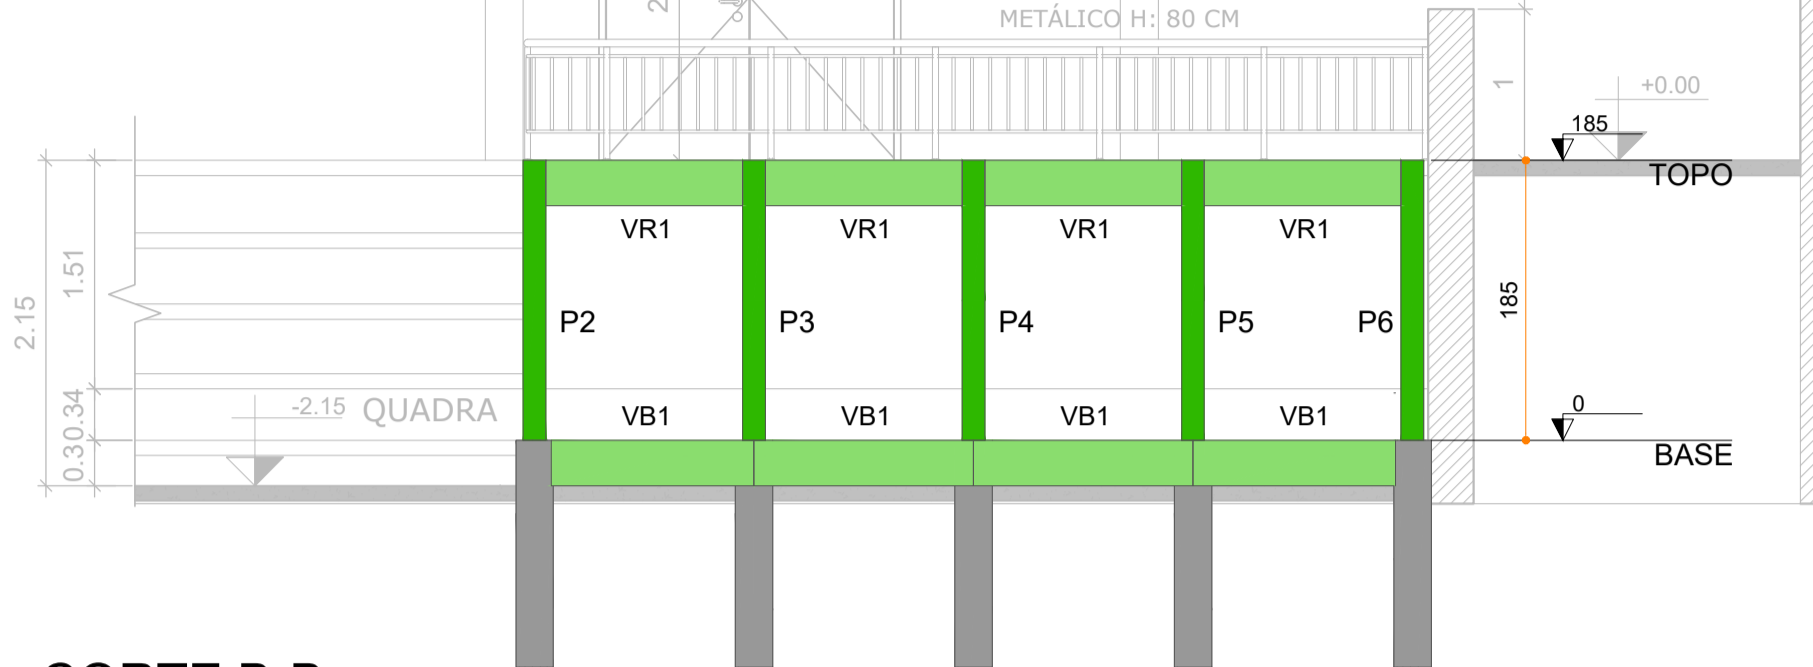 METÁLICO H: 80 CM
1
+0.00
185
TOPO
VR1 VR1 VR1 VR1
1.51
2.15
185
P2 P3 P4 P5 P6
0.34
-2.15 QUADRA
VB1 VB1 VB1 VB1
0
0.30
BASE